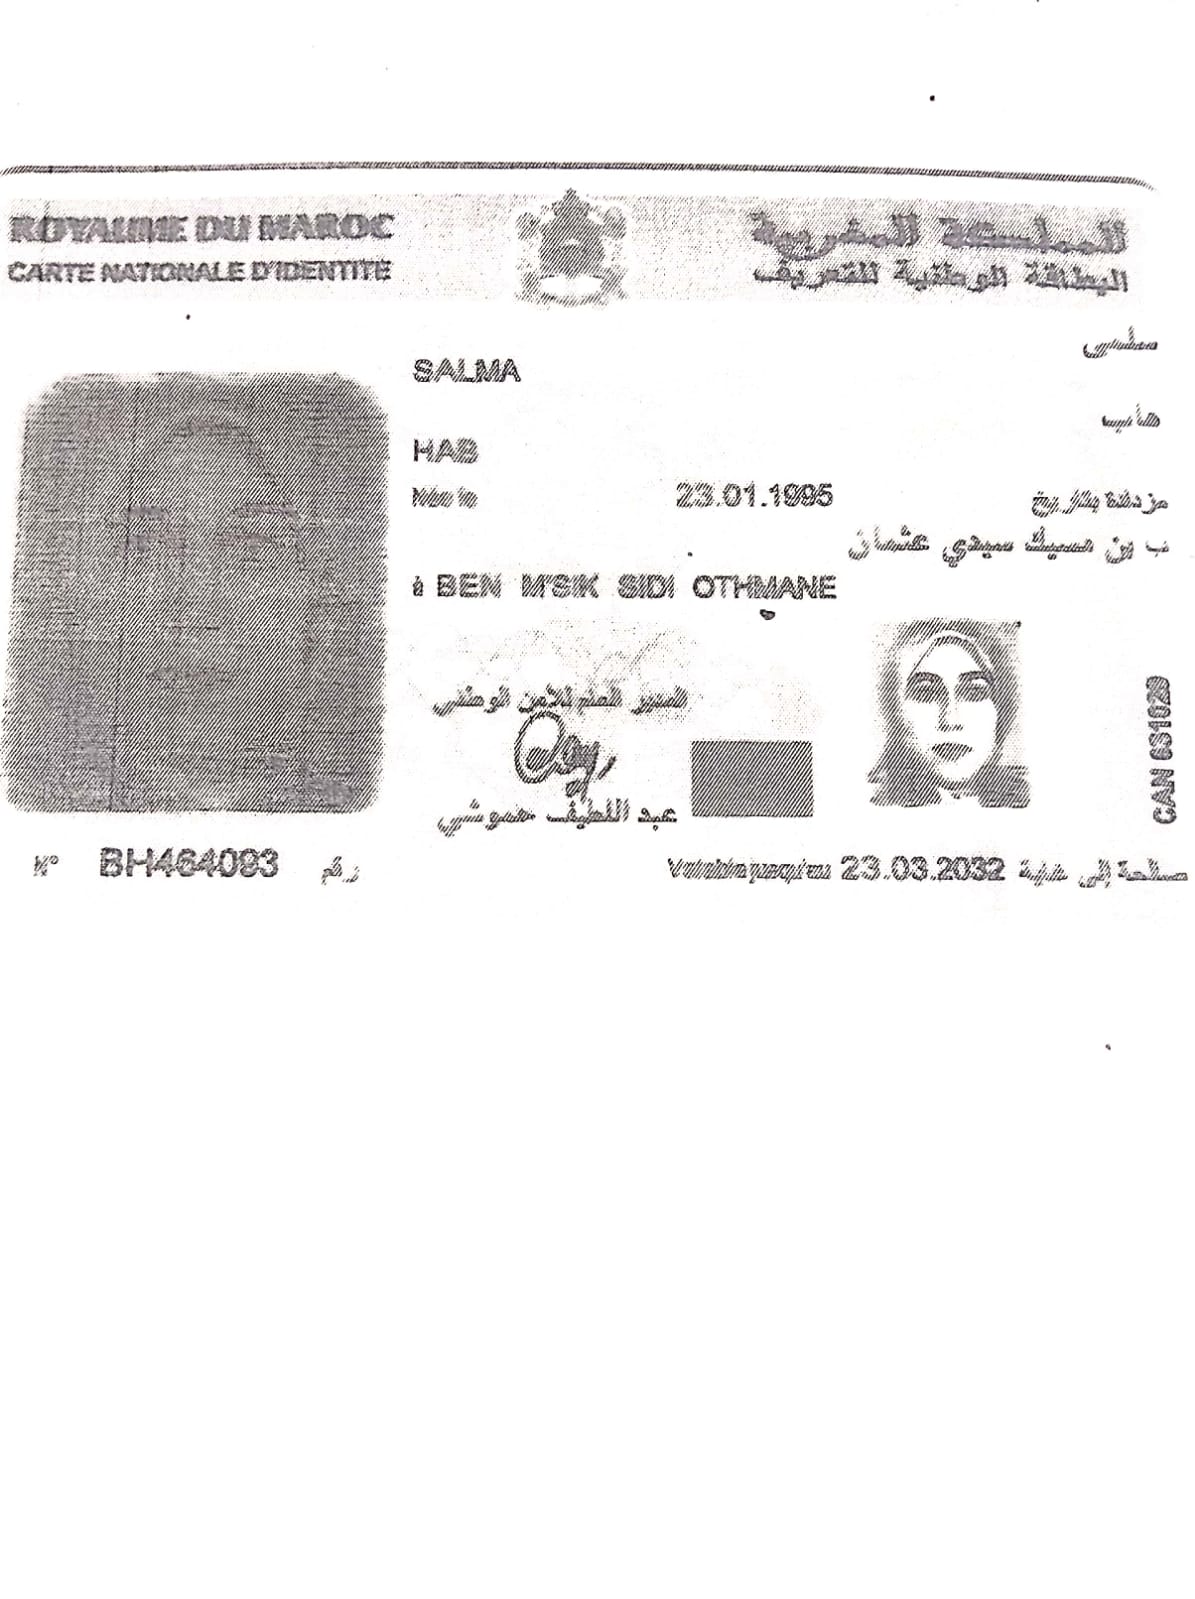 ROYAUME DU MAROC
المملكة المغربية
CARTE NATIONALE D'IDENTITE
البطاقة الوطنية للتعريف
سلمى
SALMA
هاب
HAB
Née le 23.01.1995 مزدادة بتاريخ
ب بن مسيك سيدي عثمان
à BEN M'SIK SIDI OTHMANE
المدير العام للأمن الوطني
عبد اللطيف حموشي
CAN 631029
N° BH464093 رقم
Valable jusqu'au 23.03.2032 صالحة إلى غاية